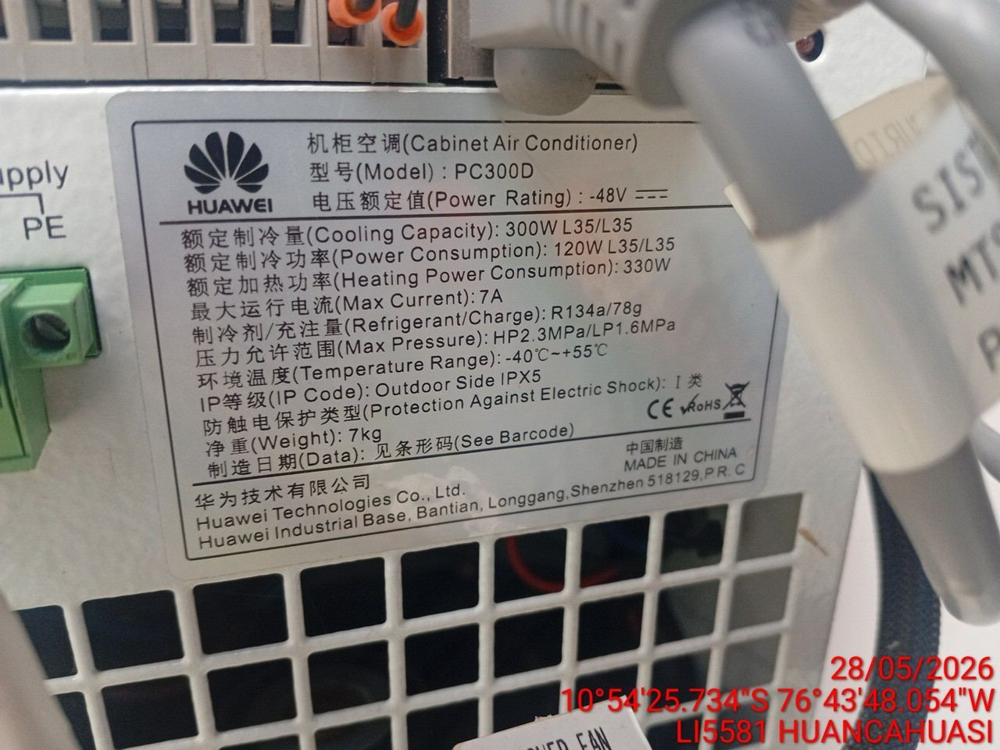 PE
HUAWEI
机柜空调(Cabinet Air Conditioner)
型号(Model) : PC300D
电压额定值(Power Rating) : -48V
额定制冷量(Cooling Capacity): 300W L35/L35
额定制冷功率(Power Consumption): 120W L35/L35
额定加热功率(Heating Power Consumption): 330W
最大运行电流(Max Current): 7A
制冷剂/充注量(Refrigerant/Charge): R134a/78g
压力允许范围(Max Pressure): HP2.3MPa/LP1.6MPa
环境温度(Temperature Range): -40℃~+55℃
IP等级(IP Code): Outdoor Side IPX5
防触电保护类型(Protection Against Electric Shock): I 类
净重(Weight): 7kg
制造日期(Data): 见条形码(See Barcode)
CE RoHS
中国制造
MADE IN CHINA
华为技术有限公司
Huawei Technologies Co., Ltd.
Huawei Industrial Base, Bantian, Longgang,Shenzhen 518129,P.R. C
FAN
28/05/2026
10°54'25.734"S 76°43'48.054"W
LI5581 HUANCAHUASI